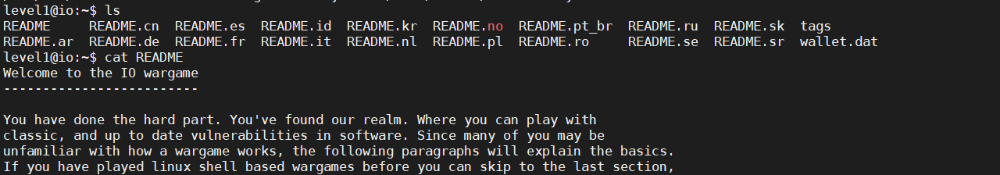 level1@io:~$ ls
README     README.cn  README.es  README.id  README.kr  README.no  README.pt_br  README.ru  README.sk  tags
README.ar  README.de  README.fr  README.it  README.nl  README.pl  README.ro     README.se  README.sr  wallet.dat
level1@io:~$ cat README
Welcome to the IO wargame
-------------------------
You have done the hard part. You've found our realm. Where you can play with
classic, and up to date vulnerabilities in software. Since many of you may be
unfamiliar with how a wargame works, the following paragraphs will explain the basics.
If you have played linux shell based wargames before you can skip to the last section,